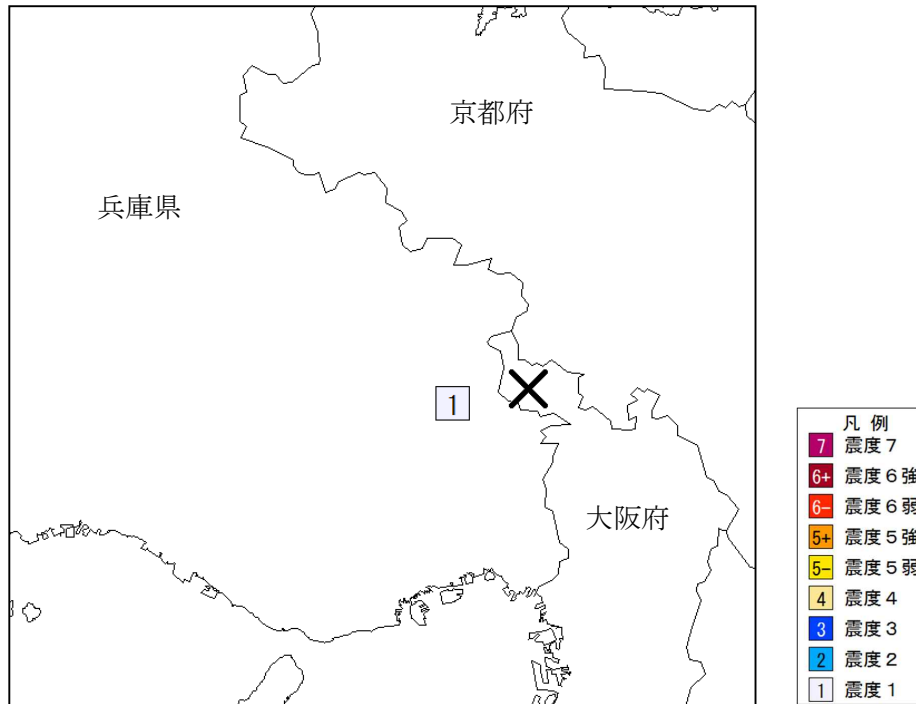 京都府
兵庫県
1
大阪府
凡 例
7 震度７
6+ 震度６強
6- 震度６弱
5+ 震度５強
5- 震度５弱
4 震度４
3 震度３
2 震度２
1 震度１